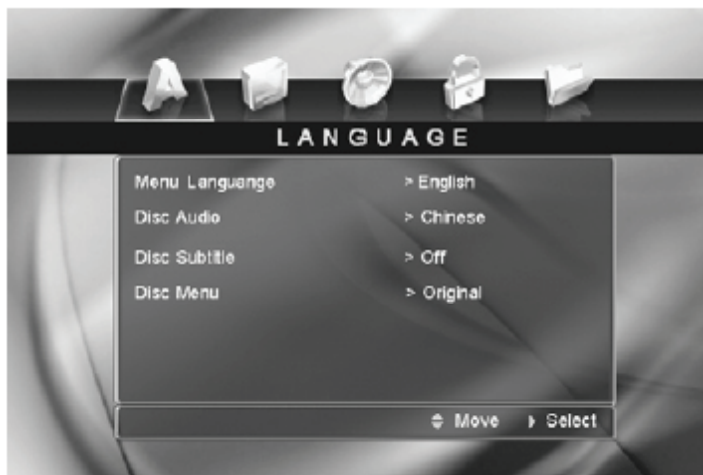 LANGUAGE
Menu Languange > English
Disc Audio > Chinese
Disc Subtitle > Off
Disc Menu > Original
Move Select